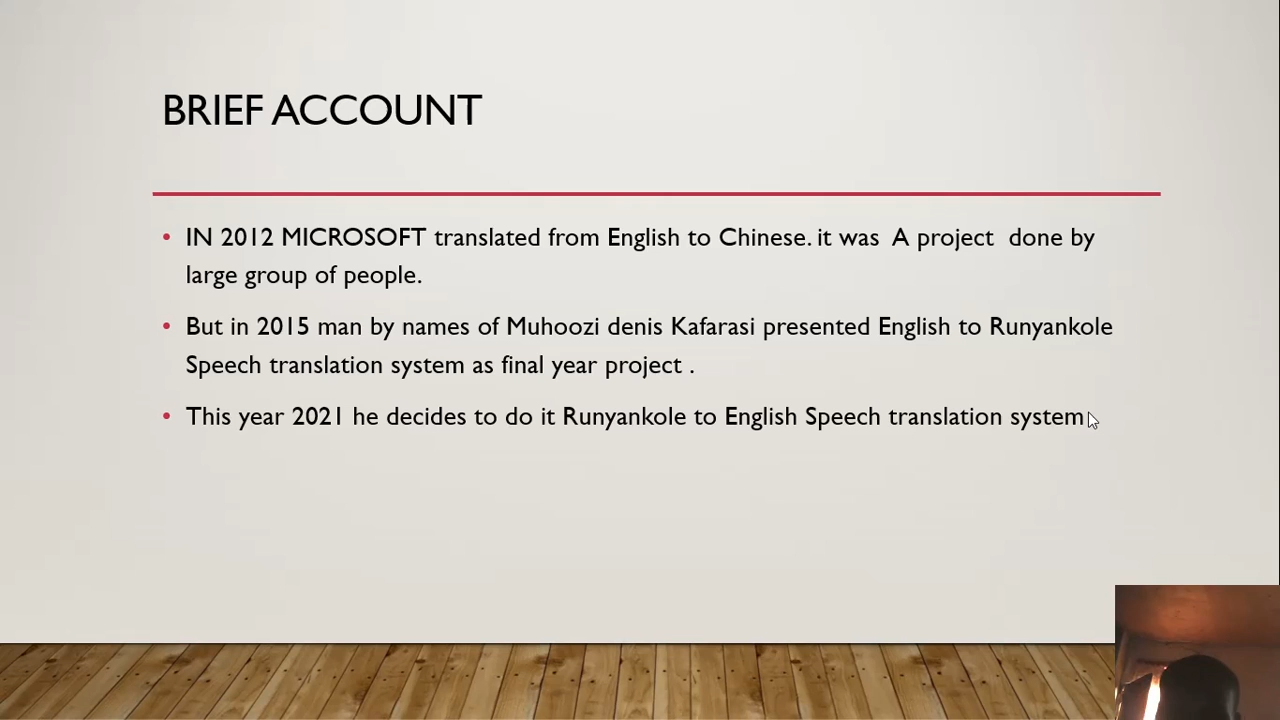 BRIEF ACCOUNT
• IN 2012 MICROSOFT translated from English to Chinese. it was  A project  done by
large group of people.
• But in 2015 man by names of Muhoozi denis Kafarasi presented English to Runyankole
Speech translation system as final year project .
• This year 2021 he decides to do it Runyankole to English Speech translation system